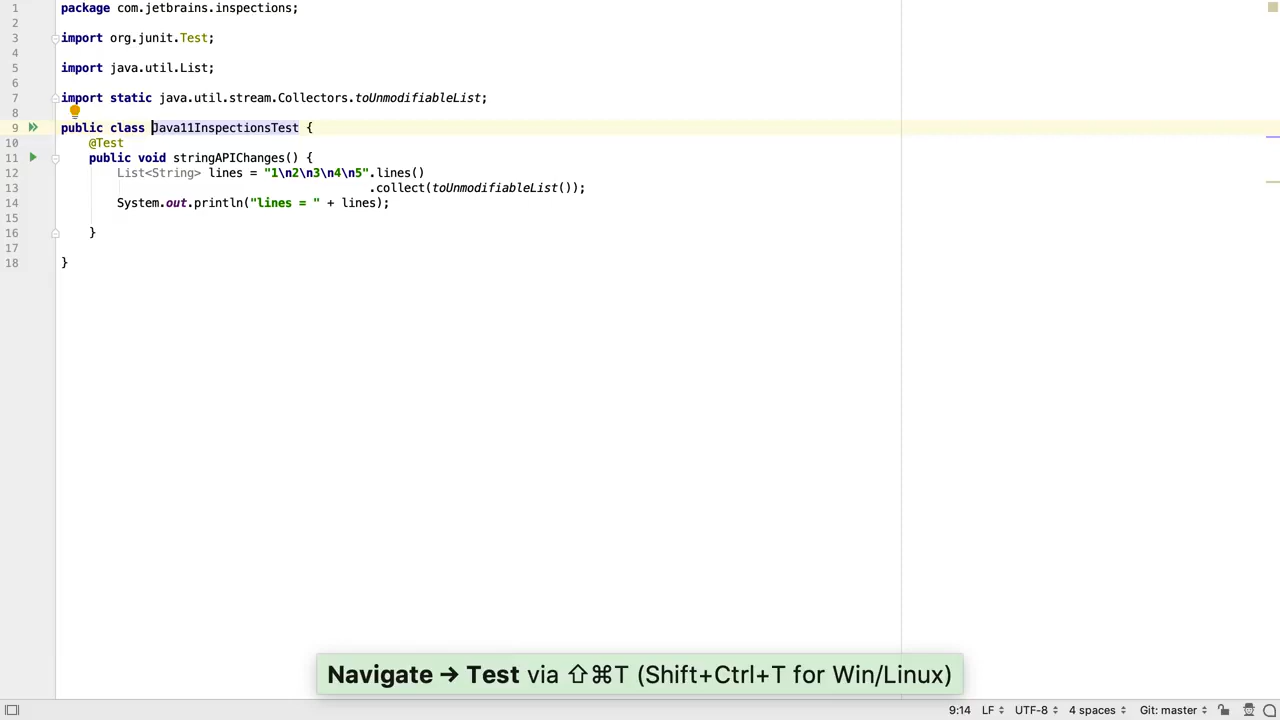 1 package com.jetbrains.inspections;
2
3 import org.junit.Test;
4
5 import java.util.List;
6
7 import static java.util.stream.Collectors.toUnmodifiableList;
8
9 public class Java11InspectionsTest {
10 @Test
11 public void stringAPIChanges() {
12 List<String> lines = "1\n2\n3\n4\n5".lines()
13 .collect(toUnmodifiableList());
14 System.out.println("lines = " + lines);
15
16 }
17
18 }
Navigate → Test via ⇧⌘T (Shift+Ctrl+T for Win/Linux)
9:14 LF UTF-8 4 spaces Git: master